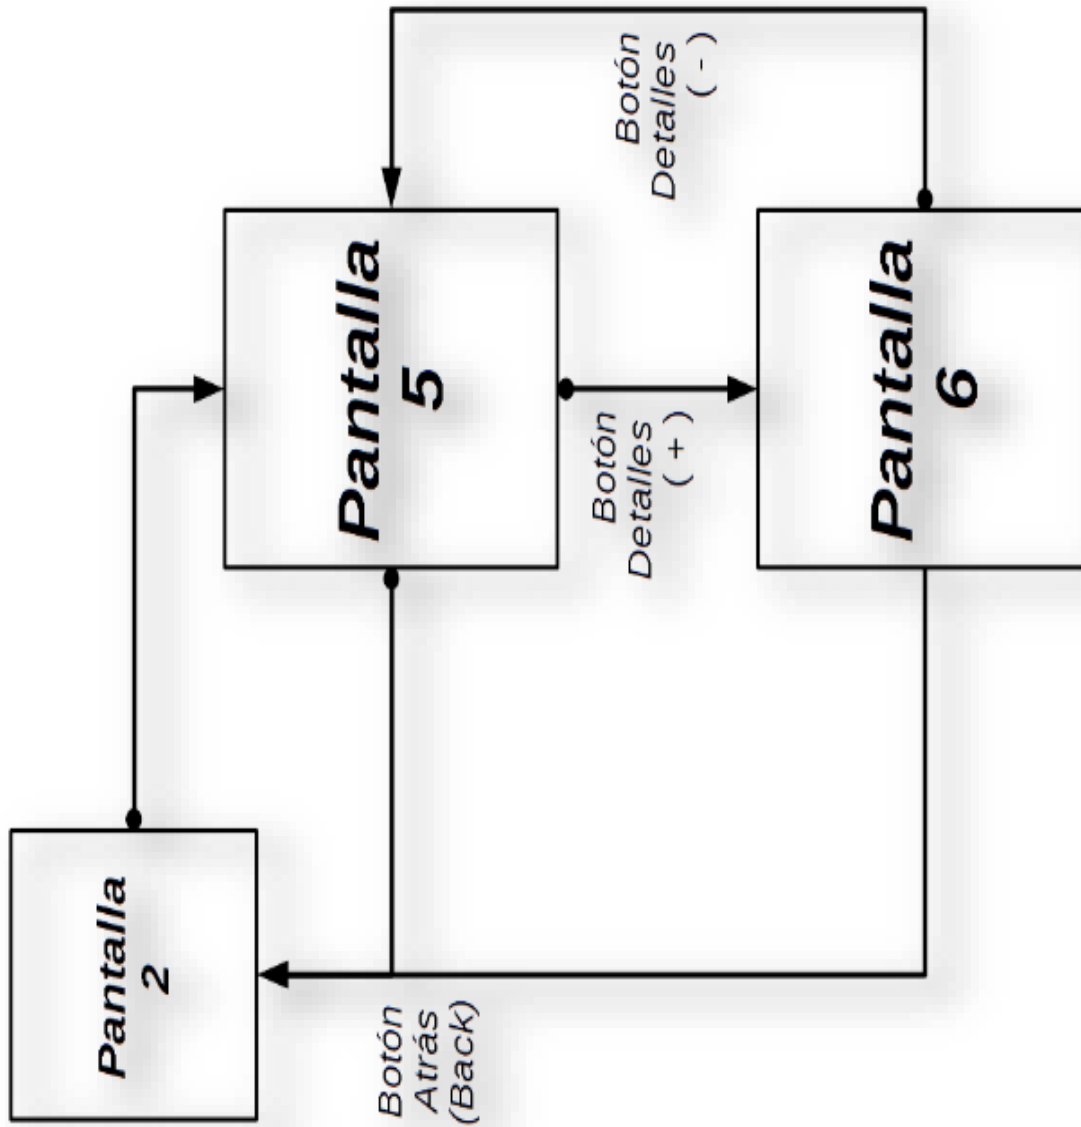 Pantalla
2
Pantalla
5
Botón
Atrás
(Back)
Botón
Detalles
( + )
Botón
Detalles
( - )
Pantalla
6